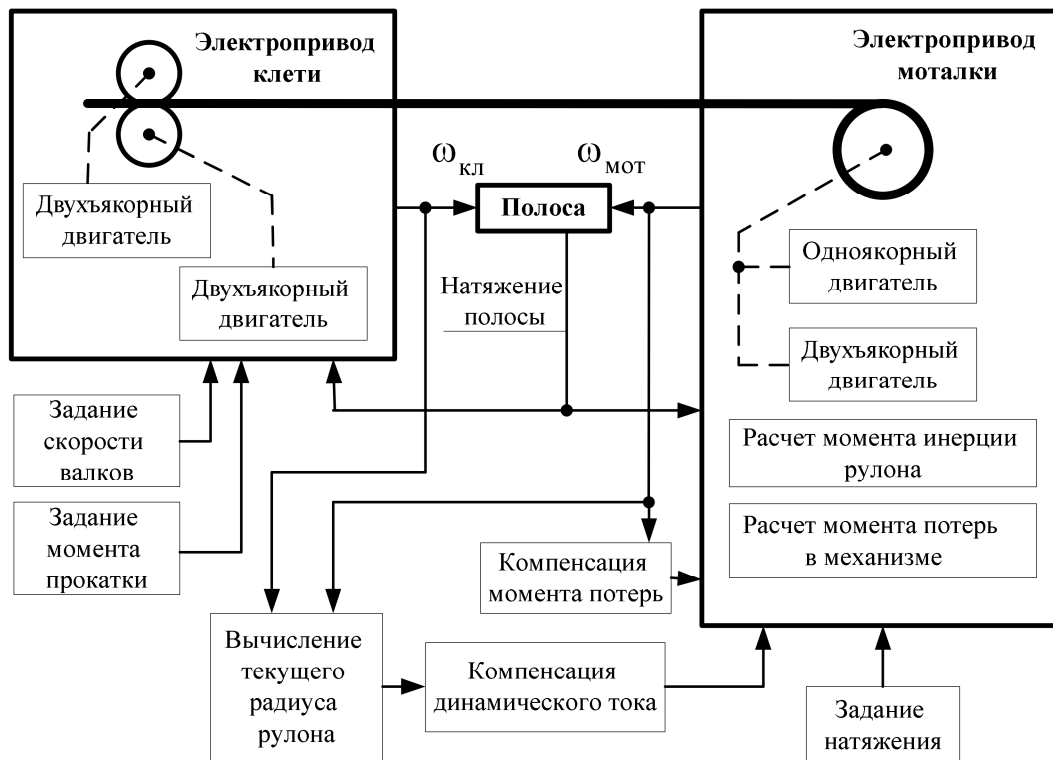 Электропривод
клети
Электропривод
моталки
ω кл
ω мот
Двухъякорный
двигатель
Полоса
Одноякорный
двигатель
Двухъякорный
двигатель
Натяжение
полосы
Двухъякорный
двигатель
Задание
скорости
валков
Расчет момента инерции
рулона
Задание
момента
прокатки
Расчет момента потерь
в механизме
Компенсация
момента потерь
Вычисление
текущего
радиуса
рулона
Компенсация
динамического тока
Задание
натяжения